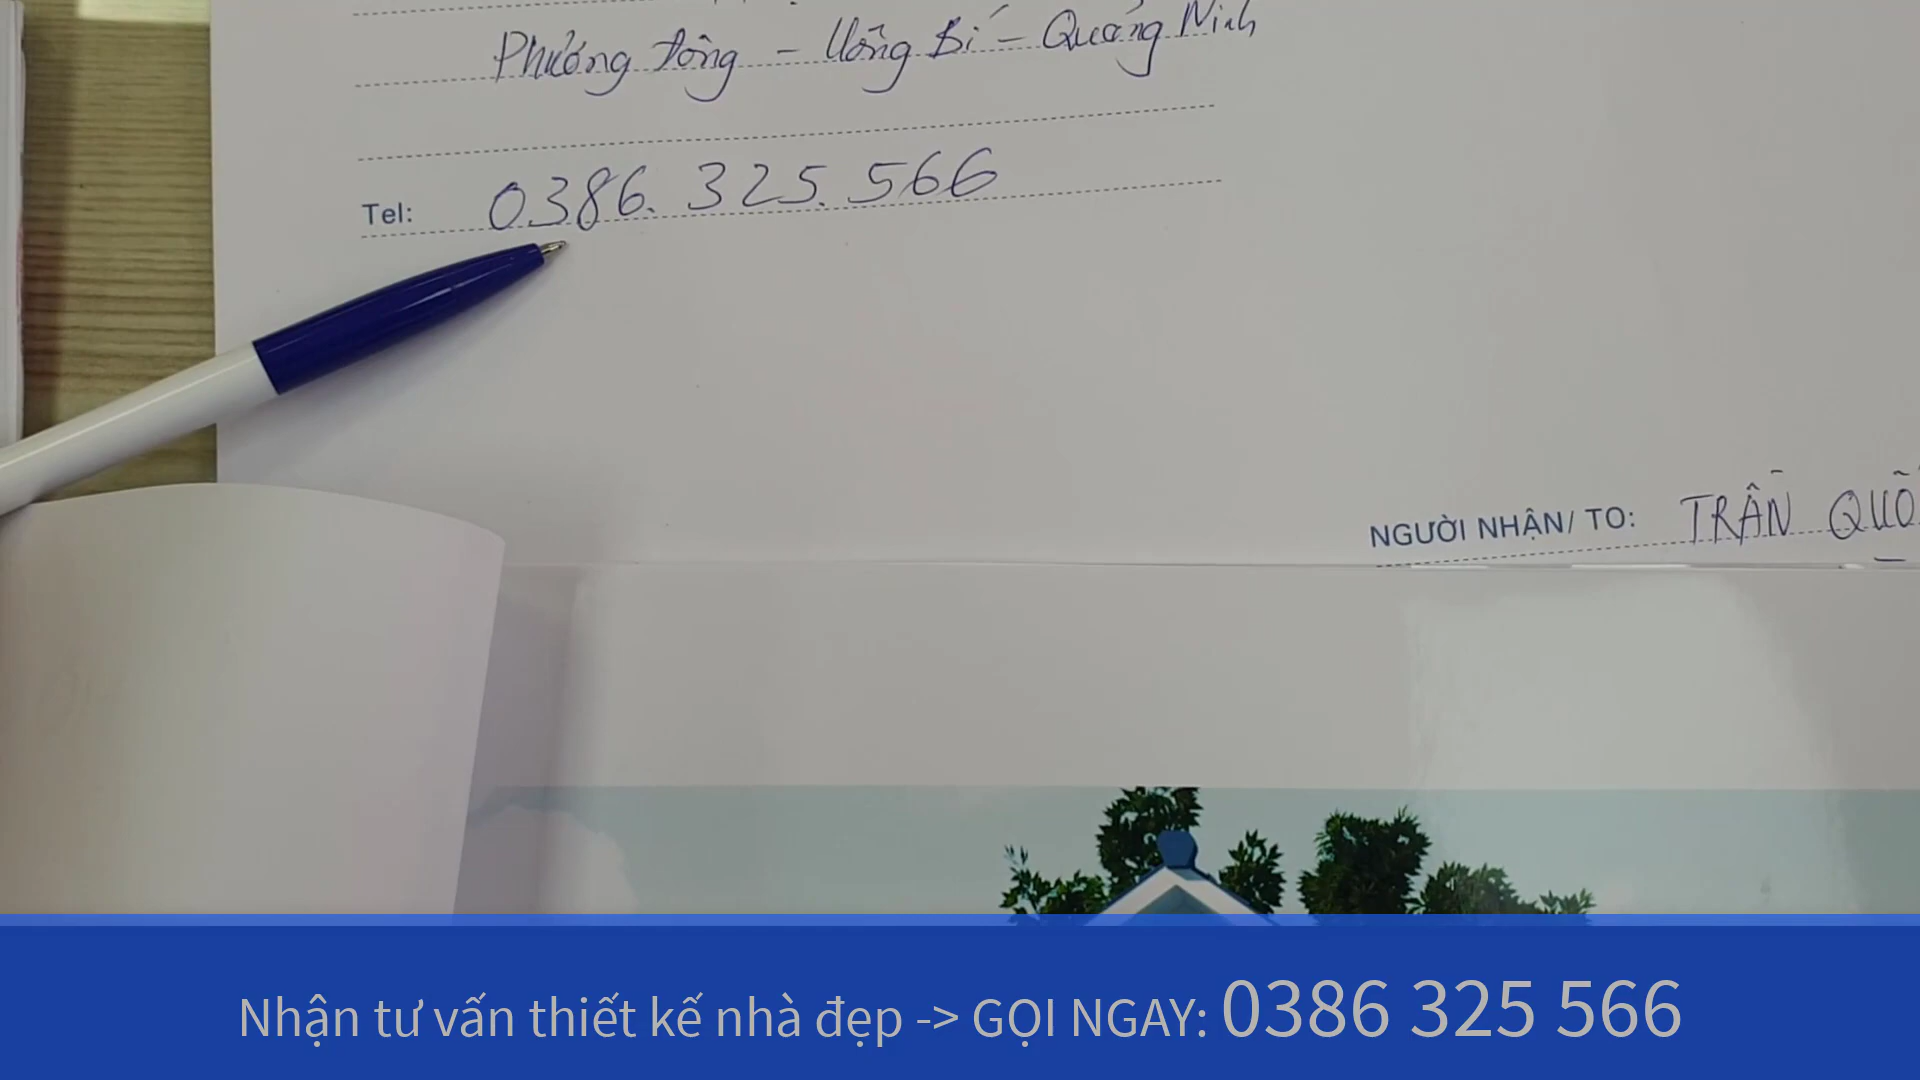 Phương Đông - Uông Bí - Quảng Ninh
Tel: 0386. 325. 566
NGƯỜI NHẬN/ TO: TRẦN
Nhận tư vấn thiết kế nhà đẹp -> GỌI NGAY: 0386 325 566